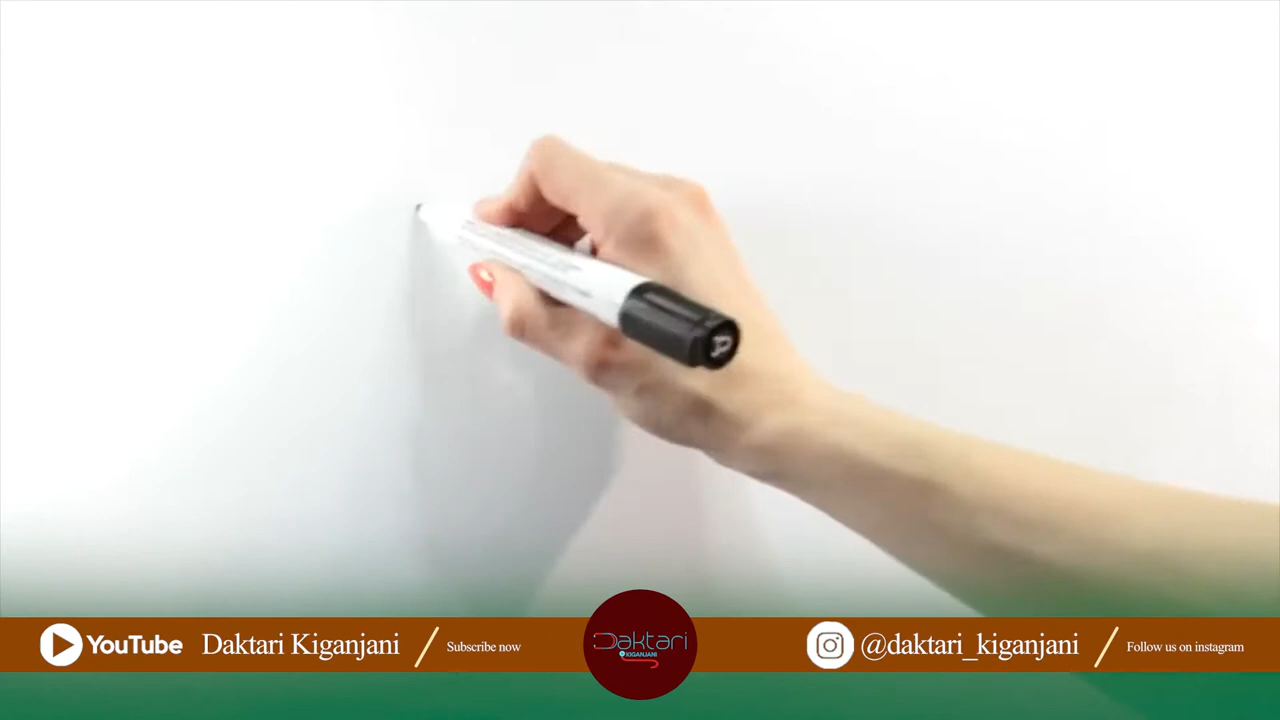 YouTube Daktari Kiganjani / Subscribe now
Daktari
KIGANJANI
@daktari_kiganjani / Follow us on instagram